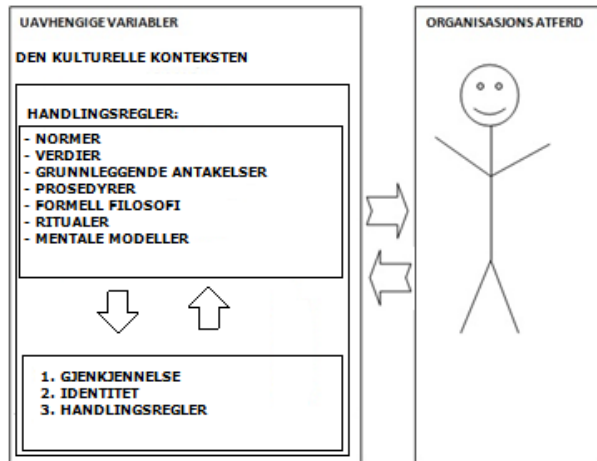 UAVHENGIGE VARIABLER
DEN KULTURELLE KONTEKSTEN
HANDLINGSREGLER:
- NORMER
- VERDIER
- GRUNNLEGGENDE ANTAKELSER
- PROSEDYRER
- FORMELL FILOSOFI
- RITUALER
- MENTALE MODELLER
1. GJENKJENNELSE
2. IDENTITET
3. HANDLINGSREGLER
ORGANISASJONS ATFERD